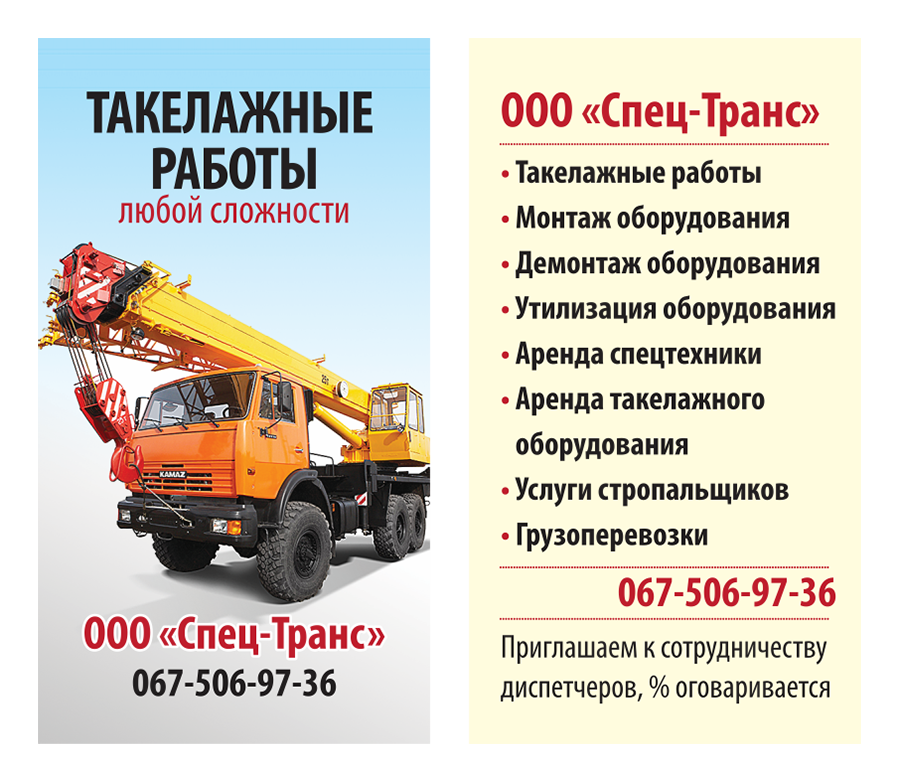 ТАКЕЛАЖНЫЕ
РАБОТЫ
любой сложности
25т
KAMAZ
ООО «Спец-Транс»
067-506-97-36
ООО «Спец-Транс»
• Такелажные работы
• Монтаж оборудования
• Демонтаж оборудования
• Утилизация оборудования
• Аренда спецтехники
• Аренда такелажного
оборудования
• Услуги стропальщиков
• Грузоперевозки
067-506-97-36
Приглашаем к сотрудничеству
диспетчеров, % оговаривается